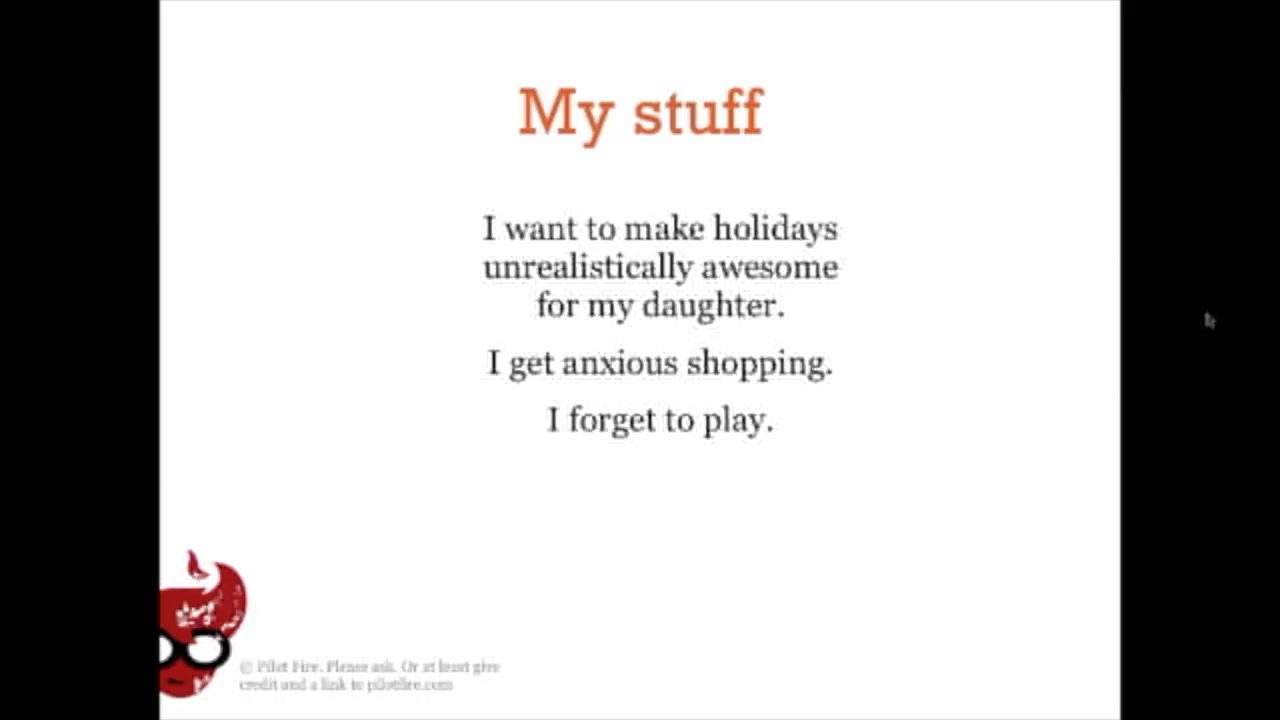 My stuff
I want to make holidays
unrealistically awesome
for my daughter.
I get anxious shopping.
I forget to play.
© Pilot Fire. Please ask. Or at least give
credit and a link to pilotfire.com